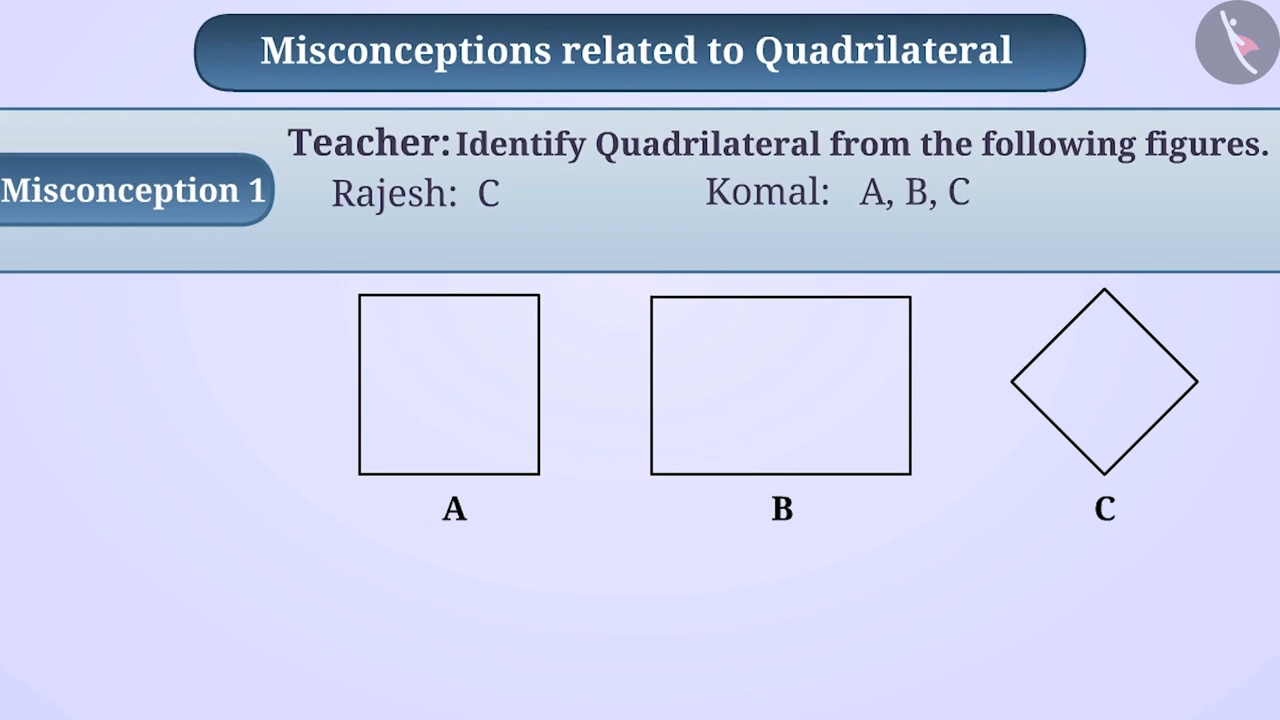 Misconceptions related to Quadrilateral
Teacher: Identify Quadrilateral from the following figures.
Misconception 1
Rajesh: C Komal: A, B, C
A B C